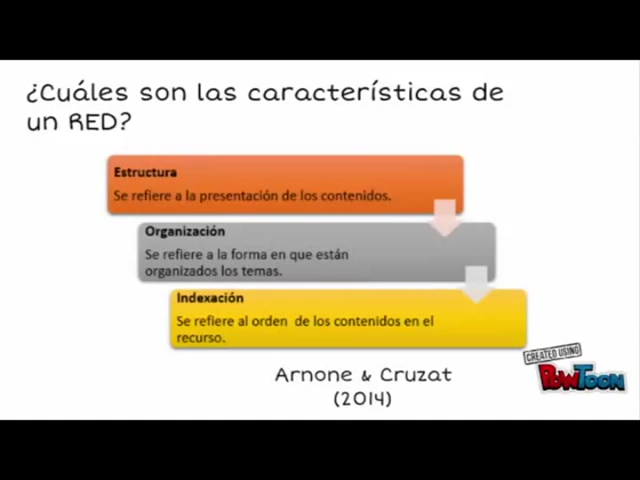 ¿Cuáles son las características de
un RED?
Estructura
Se refiere a la presentación de los contenidos.
Organización
Se refiere a la forma en que están
organizados los temas.
Indexación
Se refiere al orden de los contenidos en el
recurso.
Arnone & Cruzat
(2014)
CREATED USING
POWTOON